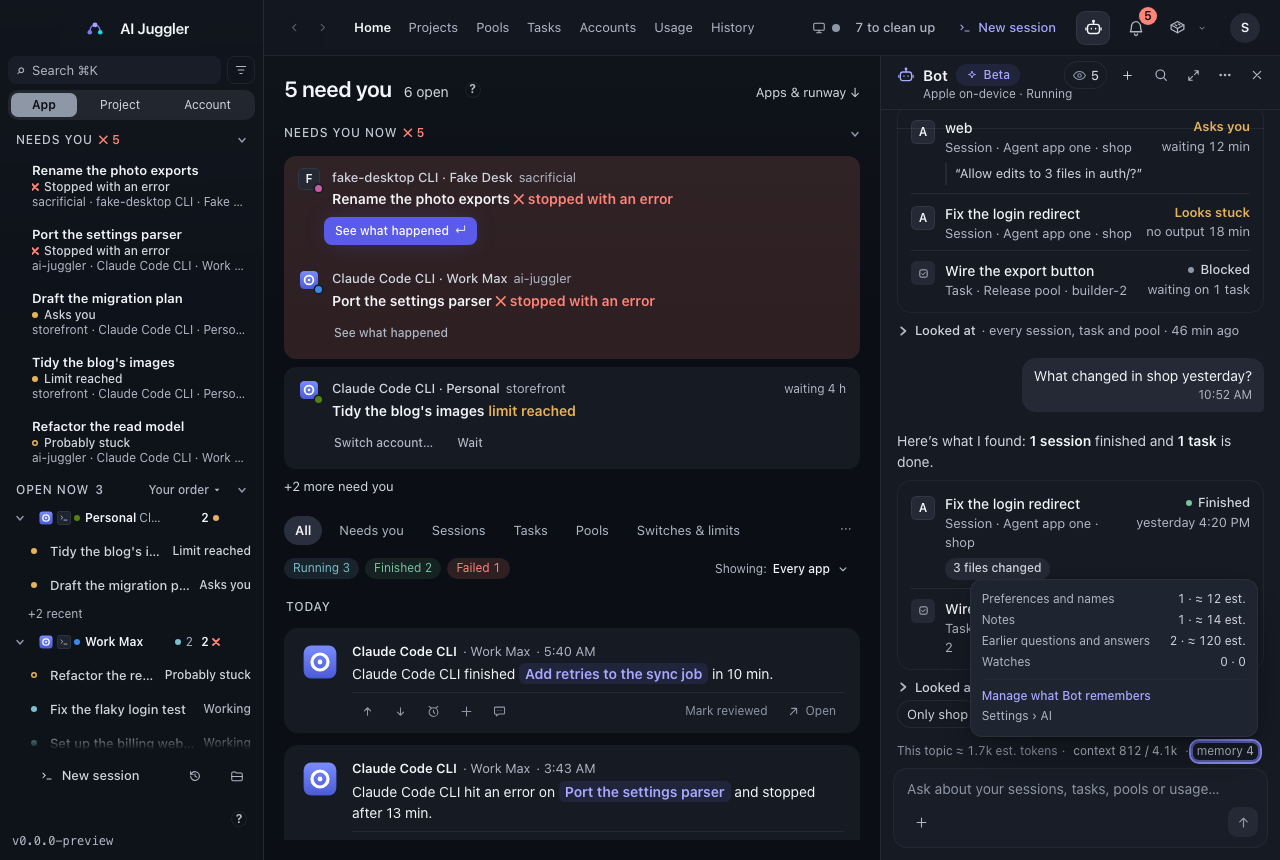 AI Juggler
Search ⌘K
App
Project
Account
NEEDS YOU 5
Rename the photo exports
Stopped with an error
sacrificial · fake-desktop CLI · Fake ...
Port the settings parser
Stopped with an error
ai-juggler · Claude Code CLI · Work ...
Draft the migration plan
Asks you
storefront · Claude Code CLI · Perso...
Tidy the blog's images
Limit reached
storefront · Claude Code CLI · Perso...
Refactor the read model
Probably stuck
ai-juggler · Claude Code CLI · Work ...
OPEN NOW 3
Your order
Personal Cl...
2
Tidy the blog's i...
Limit reached
Draft the migration p...
Asks you
+2 recent
Work Max
2 2
Refactor the re...
Probably stuck
Fix the flaky login test
Working
Set up the billing web...
Working
New session
?
v0.0.0-preview
Home
Projects
Pools
Tasks
Accounts
Usage
History
7 to clean up
New session
5
S
5 need you
6 open
?
Apps & runway ↓
NEEDS YOU NOW 5
F
fake-desktop CLI · Fake Desk sacrificial
Rename the photo exports stopped with an error
See what happened
Claude Code CLI · Work Max ai-juggler
Port the settings parser stopped with an error
See what happened
Claude Code CLI · Personal storefront
waiting 4 h
Tidy the blog's images limit reached
Switch account...
Wait
+2 more need you
All
Needs you
Sessions
Tasks
Pools
Switches & limits
Running 3
Finished 2
Failed 1
Showing: Every app
TODAY
Claude Code CLI · Work Max · 5:40 AM
Claude Code CLI finished Add retries to the sync job in 10 min.
Mark reviewed
Open
Claude Code CLI · Work Max · 3:43 AM
Claude Code CLI hit an error on Port the settings parser and stopped
after 13 min.
Bot
Beta
5
Apple on-device · Running
A
web
Asks you
Session · Agent app one · shop
waiting 12 min
“Allow edits to 3 files in auth/?”
A
Fix the login redirect
Looks stuck
Session · Agent app one · shop
no output 18 min
Wire the export button
Blocked
Task · Release pool · builder-2
waiting on 1 task
Looked at · every session, task and pool · 46 min ago
What changed in shop yesterday?
10:52 AM
Here's what I found: 1 session finished and 1 task is
done.
A
Fix the login redirect
Finished
Session · Agent app one ·
shop
yesterday 4:20 PM
3 files changed
Wire
Task
2
Looked a
Only shop
Preferences and names
1 · ≈ 12 est.
Notes
1 · ≈ 14 est.
Earlier questions and answers
2 · ≈ 120 est.
Watches
0 · 0
Manage what Bot remembers
Settings › AI
This topic ≈ 1.7k est. tokens · context 812 / 4.1k · memory 4
Ask about your sessions, tasks, pools or usage...